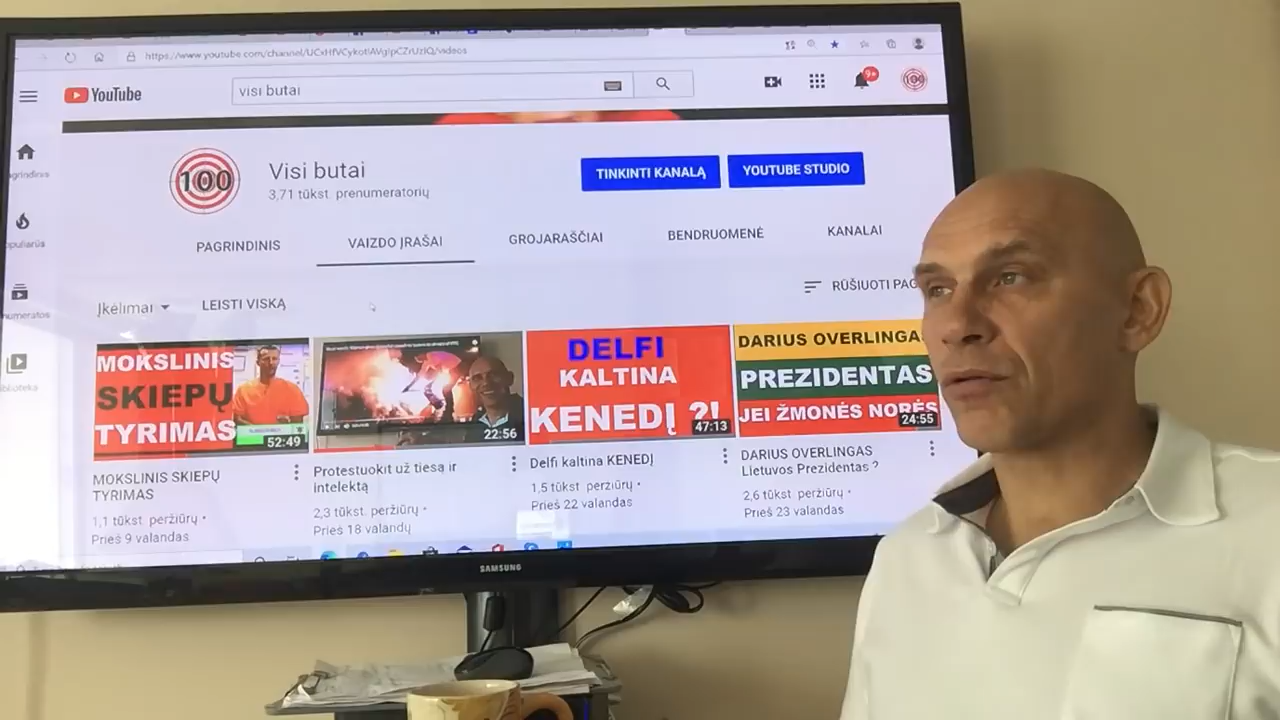 https://www.youtube.com/channel/UCxHfVCykotIAVgIpCZrUzIQ/videos
YouTube
visi butai
9+
100
100
Visi butai
3,71 tūkst. prenumeratorių
TINKINTI KANALĄ
YOUTUBE STUDIO
PAGRINDINIS
VAIZDO ĮRAŠAI
GROJARAŠČIAI
BENDRUOMENĖ
KANALAI
Įkėlimai
LEISTI VISKĄ
RŪŠIUOTI PAG
MOKSLINIS
SKIEPŲ
TYRIMAS
52:49
22:56
DELFI
KALTINA
KENEDĮ ?!
47:13
DARIUS OVERLINGAS
PREZIDENTAS
JEI ŽMONĖS NORĖS
24:55
MOKSLINIS SKIEPŲ
TYRIMAS
1,1 tūkst. peržiūrų •
Prieš 9 valandas
Protestuokit už tiesą ir
intelektą
2,3 tūkst. peržiūrų •
Prieš 18 valandų
Delfi kaltina KENEDĮ
1,5 tūkst. peržiūrų •
Prieš 22 valandas
DARIUS OVERLINGAS
Lietuvos Prezidentas ?
2,6 tūkst. peržiūrų •
Prieš 23 valandas
SAMSUNG